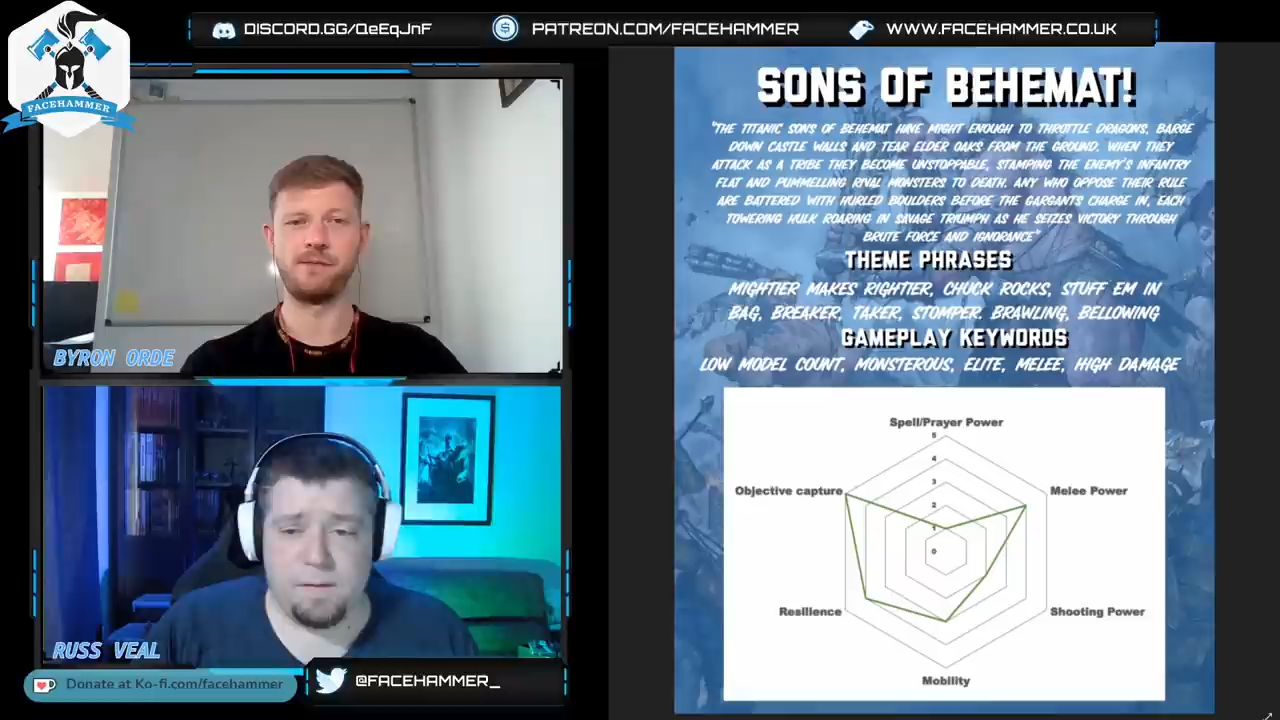 DISCORD.GG/QeEqJnF
PATREON.COM/FACEHAMMER
WWW.FACEHAMMER.CO.UK
FACEHAMMER
BYRON ORDE
RUSS VEAL
Donate at Ko-fi.com/facehammer
@FACEHAMMER_
SONS OF BEHEMAT!
"THE TITANIC SONS OF BEHEMAT HAVE MIGHT ENOUGH TO THROTTLE DRAGONS, BARGE
DOWN CASTLE WALLS AND TEAR ELDER OAKS FROM THE GROUND. WHEN THEY
ATTACK AS A TRIBE THEY BECOME UNSTOPPABLE, STAMPING THE ENEMY'S INFANTRY
FLAT AND PUMMELLING RIVAL MONSTERS TO DEATH. ANY WHO OPPOSE THEIR RULE
ARE BATTERED WITH HURLED BOULDERS BEFORE THE GARGANTS CHARGE IN, EACH
TOWERING HULK ROARING IN SAVAGE TRIUMPH AS HE SEIZES VICTORY THROUGH
BRUTE FORCE AND IGNORANCE"
THEME PHRASES
MIGHTIER MAKES RIGHTIER, CHUCK ROCKS, STUFF EM IN
BAG, BREAKER, TAKER, STOMPER. BRAWLING, BELLOWING
GAMEPLAY KEYWORDS
LOW MODEL COUNT, MONSTEROUS, ELITE, MELEE, HIGH DAMAGE
Spell/Prayer Power
5
4
3
2
1
0
Objective capture
Melee Power
Resilience
Shooting Power
Mobility